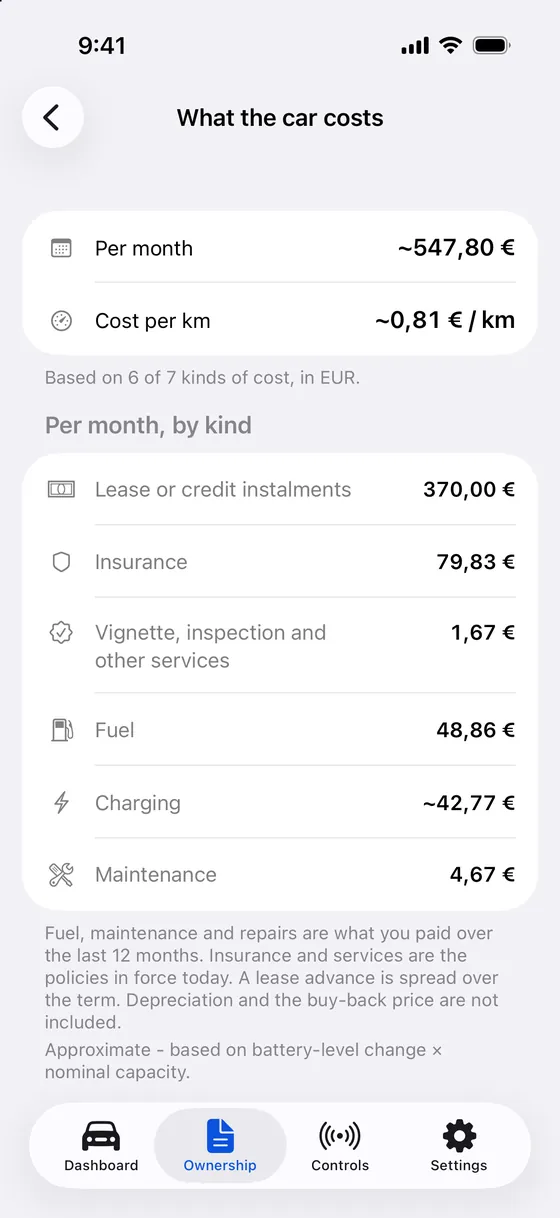 9:41
What the car costs
Per month
~547,80 €
Cost per km
~0,81 € / km
Based on 6 of 7 kinds of cost, in EUR.
Per month, by kind
Lease or credit instalments
370,00 €
Insurance
79,83 €
Vignette, inspection and
other services
1,67 €
Fuel
48,86 €
Charging
~42,77 €
Maintenance
4,67 €
Fuel, maintenance and repairs are what you paid over
the last 12 months. Insurance and services are the
policies in force today. A lease advance is spread over
the term. Depreciation and the buy-back price are not
included.
Approximate - based on battery-level change ×
nominal capacity.
Dashboard
Ownership
Controls
Settings